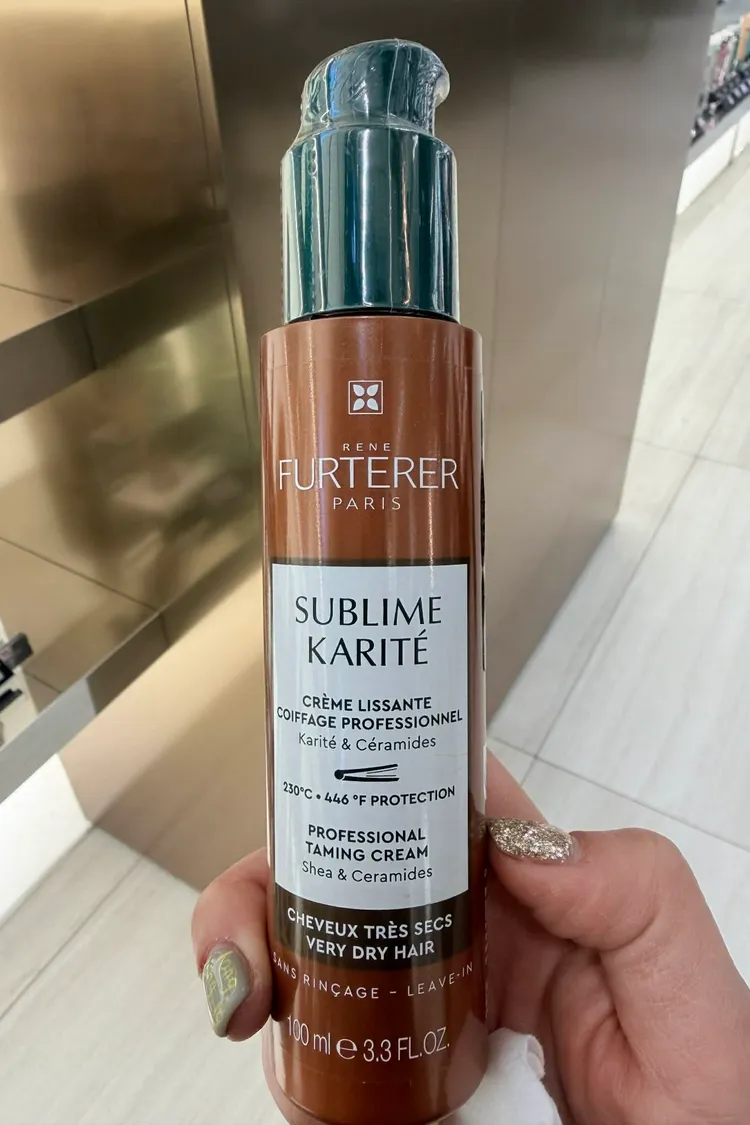 RENE
FURTERER
PARIS
SUBLIME
KARITÉ
CRÈME LISSANTE
COIFFAGE PROFESSIONNEL
Karité & Céramides
230°C • 446 °F PROTECTION
PROFESSIONAL
TAMING CREAM
Shea & Ceramides
CHEVEUX TRÈS SECS
VERY DRY HAIR
SANS RINÇAGE - LEAVE-IN
100 ml e 3.3 FL.OZ.